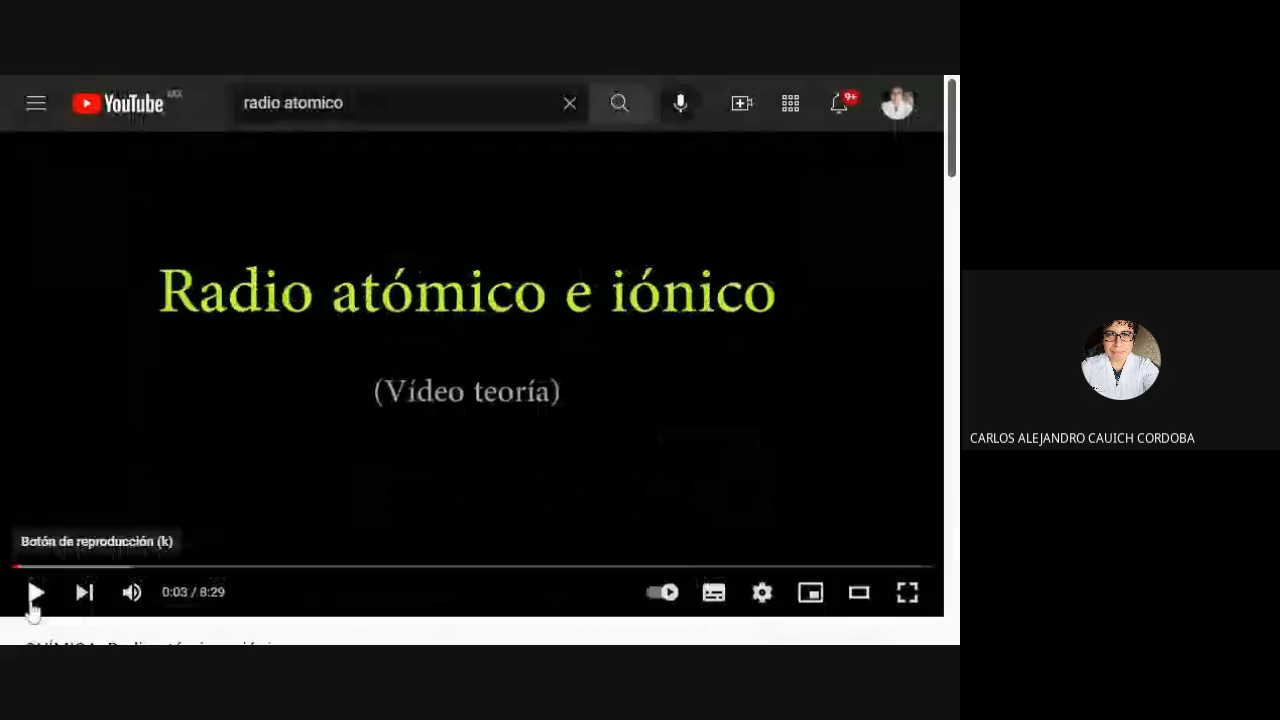 YouTube MX
radio atomico
9+
Radio atómico e iónico
(Vídeo teoría)
Botón de reproducción (k)
0:03 / 8:29
CARLOS ALEJANDRO CAUICH CORDOBA